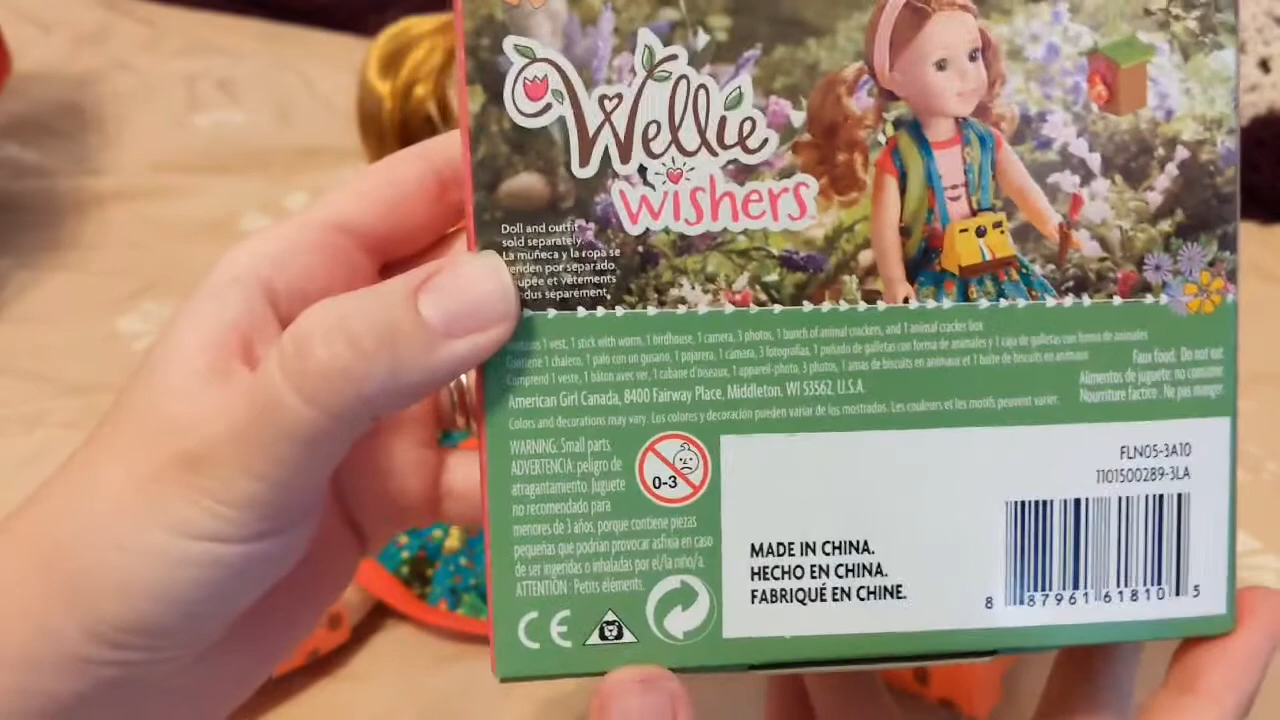 Wellie
wishers
Doll and outfit
sold separately.
La muñeca y la ropa se
enden por separado.
upée et vêtements
dus séparément.
1 vest, 1 stick with worm, 1 birdhouse, 1 camera, 3 photos, 1 bunch of animal crackers, and 1 animal cracker box
Contiene 1 chaleco, 1 palo con un gusano, 1 pajarera, 1 cámara, 3 fotografías, 1 puñado de galletas con forma de animales y 1 caja de galletas con forma de animales
Comprend 1 veste, 1 bâton avec ver, 1 cabane d'oiseaux, 1 appareil-photo, 3 photos, 1 amas de biscuits en animaux et 1 boîte de biscuits en animaux
Faux food. Do not eat.
Alimentos de juguete; no consumir.
Nourriture factice. Ne pas manger.
American Girl Canada, 8400 Fairway Place, Middleton, WI 53562, U.S.A.
Colors and decorations may vary. Los colores y decoración pueden variar de los mostrados. Les couleurs et les motifs peuvent varier.
WARNING: Small parts.
ADVERTENCIA: peligro de
atragantamiento. Juguete
no recomendado para
menores de 3 años, porque contiene piezas
pequeñas que podrían provocar asfixia en caso
de ser ingeridas o inhaladas por el/la niño/a.
ATTENTION : Petits éléments.
0-3
CE
FLN05-3A10
1101500289-3LA
MADE IN CHINA.
HECHO EN CHINA.
FABRIQUÉ EN CHINE.
8 87961 61810 5